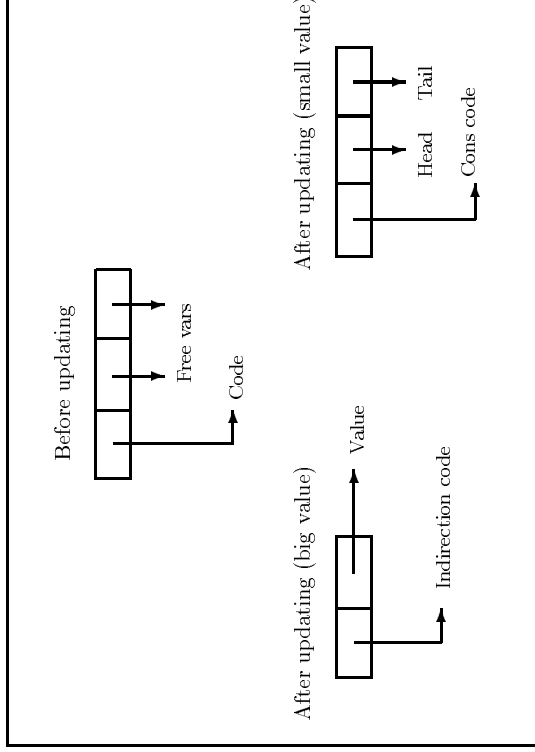 Before updating
Free vars
Code
After updating (big value)
Value
Indirection code
After updating (small value)
Head
Tail
Cons code